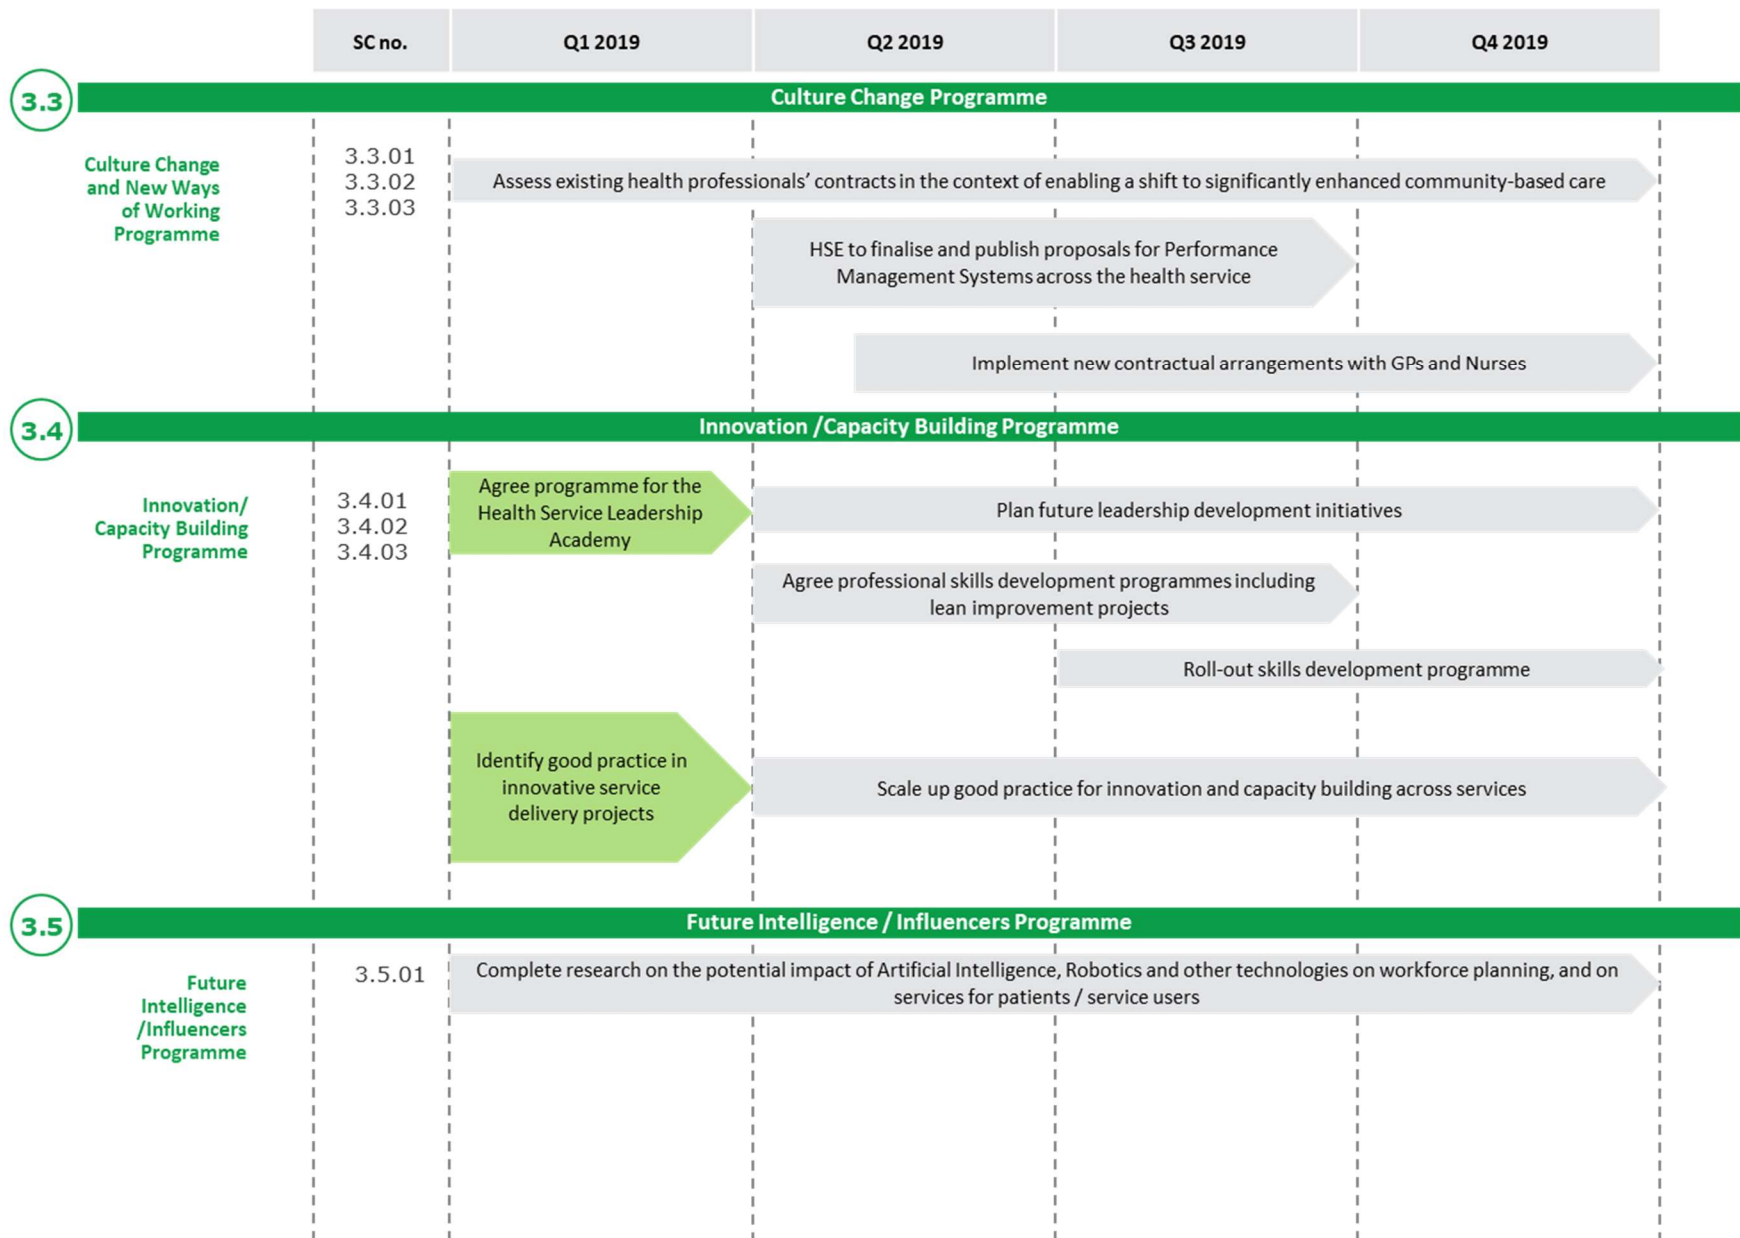 SC no.
Q1 2019
Q2 2019
Q3 2019
Q4 2019
3.3
Culture Change Programme
Culture Change
and New Ways
of Working
Programme
3.3.01
3.3.02
3.3.03
Assess existing health professionals’ contracts in the context of enabling a shift to significantly enhanced community-based care
HSE to finalise and publish proposals for Performance
Management Systems across the health service
Implement new contractual arrangements with GPs and Nurses
3.4
Innovation /Capacity Building Programme
Innovation/
Capacity Building
Programme
3.4.01
3.4.02
3.4.03
Agree programme for the
Health Service Leadership
Academy
Plan future leadership development initiatives
Agree professional skills development programmes including
lean improvement projects
Roll-out skills development programme
Identify good practice in
innovative service
delivery projects
Scale up good practice for innovation and capacity building across services
3.5
Future Intelligence / Influencers Programme
Future
Intelligence
/Influencers
Programme
3.5.01
Complete research on the potential impact of Artificial Intelligence, Robotics and other technologies on workforce planning, and on
services for patients / service users